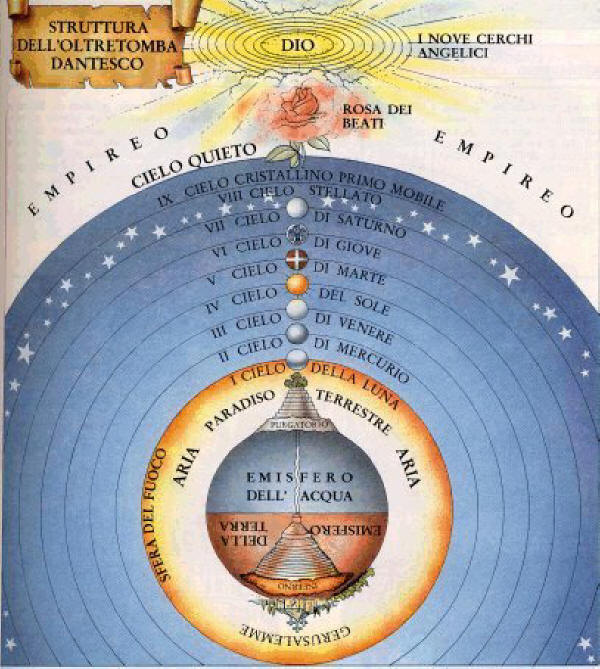 STRUTTURA
DELL'OLTRETOMBA
DANTESCO
DIO
I NOVE CERCHI
ANGELICI
ROSA DEI
BEATI
EMPIREO
EMPIREO
CIELO QUIETO
IX CIELO CRISTALLINO PRIMO MOBILE
VIII CIELO STELLATO
VII CIELO DI SATURNO
VI CIELO DI GIOVE
V CIELO DI MARTE
IV CIELO DEL SOLE
III CIELO DI VENERE
II CIELO DI MERCURIO
I CIELO DELLA LUNA
PARADISO TERRESTRE
PURGATORIO
ARIA
ARIA
SFERA DEL FUOCO
EMISFERO
DELL' ACQUA
EMISFERO
DELLA
TERRA
INFERNO
GERUSALEMME